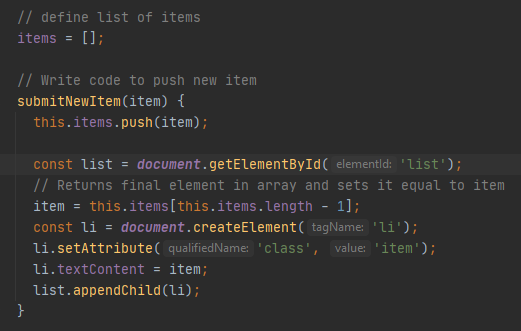 // define list of items
items = [];
// Write code to push new item
submitNewItem(item) {
this.items.push(item);
const list = document.getElementById( elementId: 'list');
// Returns final element in array and sets it equal to item
item = this.items[this.items.length - 1];
const li = document.createElement( tagName: 'li');
li.setAttribute( qualifiedName: 'class', value: 'item');
li.textContent = item;
list.appendChild(li);
}